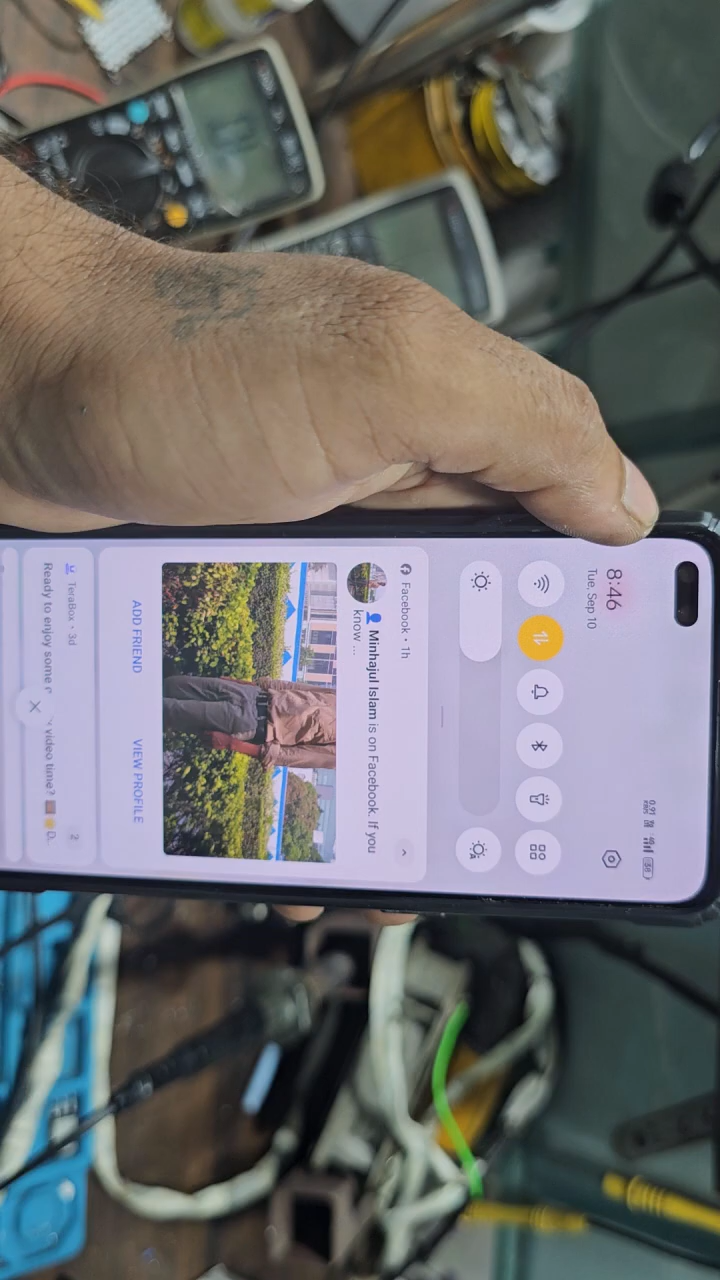 8:46
Tue, Sep 10
Facebook • 1h
Minhajul Islam is on Facebook. If you
know ...
ADD FRIEND
VIEW PROFILE
TeraBox • 3d
2
Ready to enjoy some
video time?